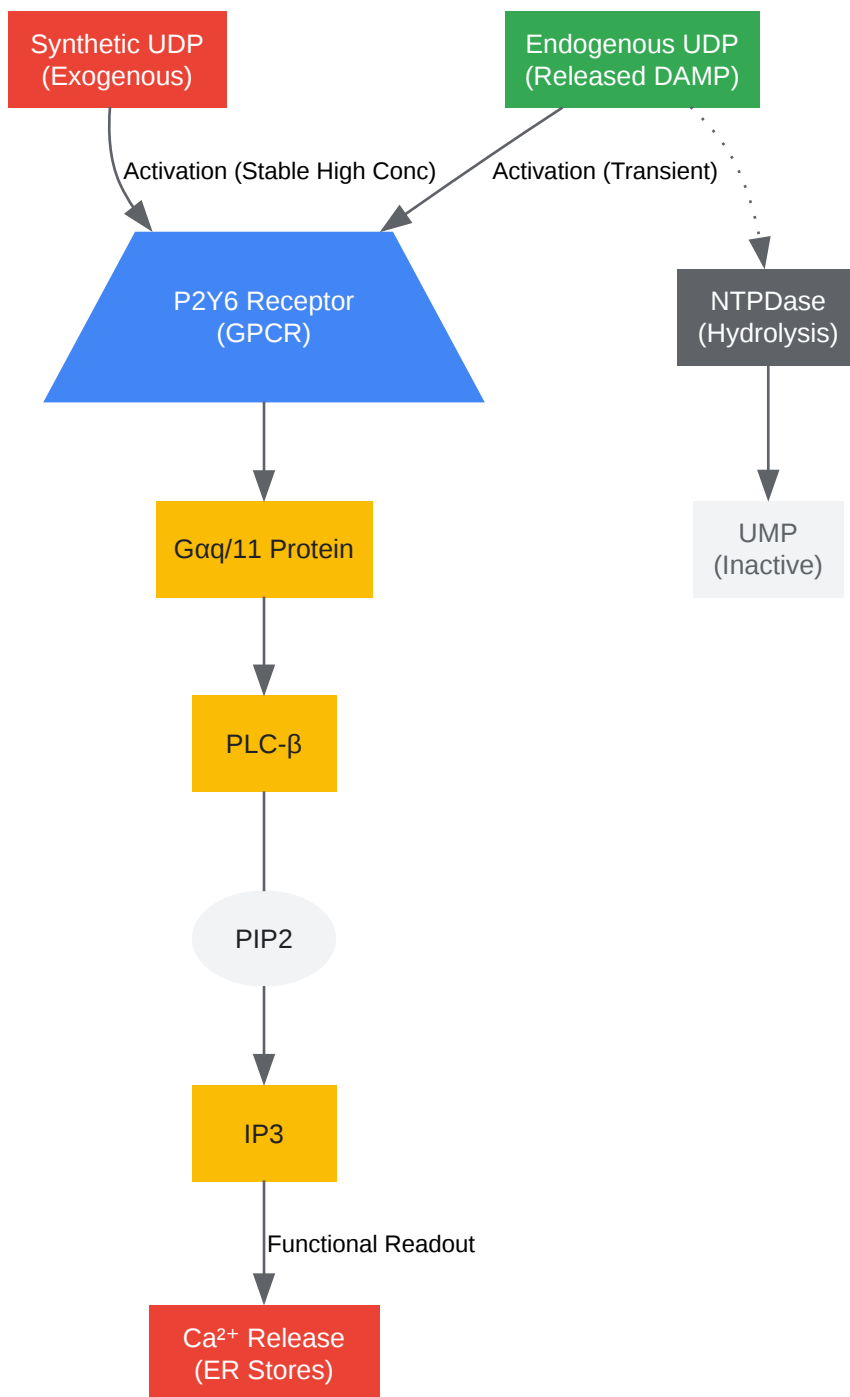 Synthetic UDP
(Exogenous)
Endogenous UDP
(Released DAMP)
Activation (Stable High Conc)
Activation (Transient)
P2Y6 Receptor
(GPCR)
NTPDase
(Hydrolysis)
Gαq/11 Protein
UMP
(Inactive)
PLC-β
PIP2
IP3
Functional Readout
Ca²⁺ Release
(ER Stores)